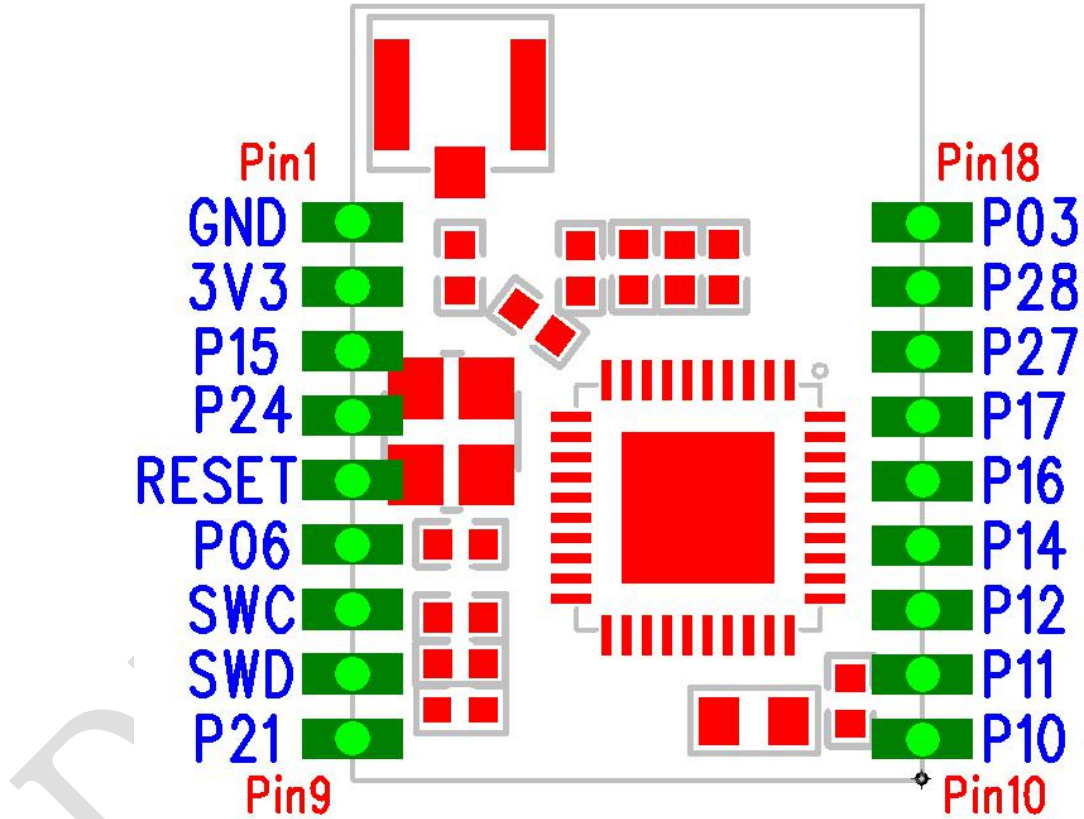 Pin1 Pin18
GND P03
3V3 P28
P15 P27
P24 P17
RESET P16
P06 P14
SWC P12
SWD P11
P21 P10
Pin9 Pin10